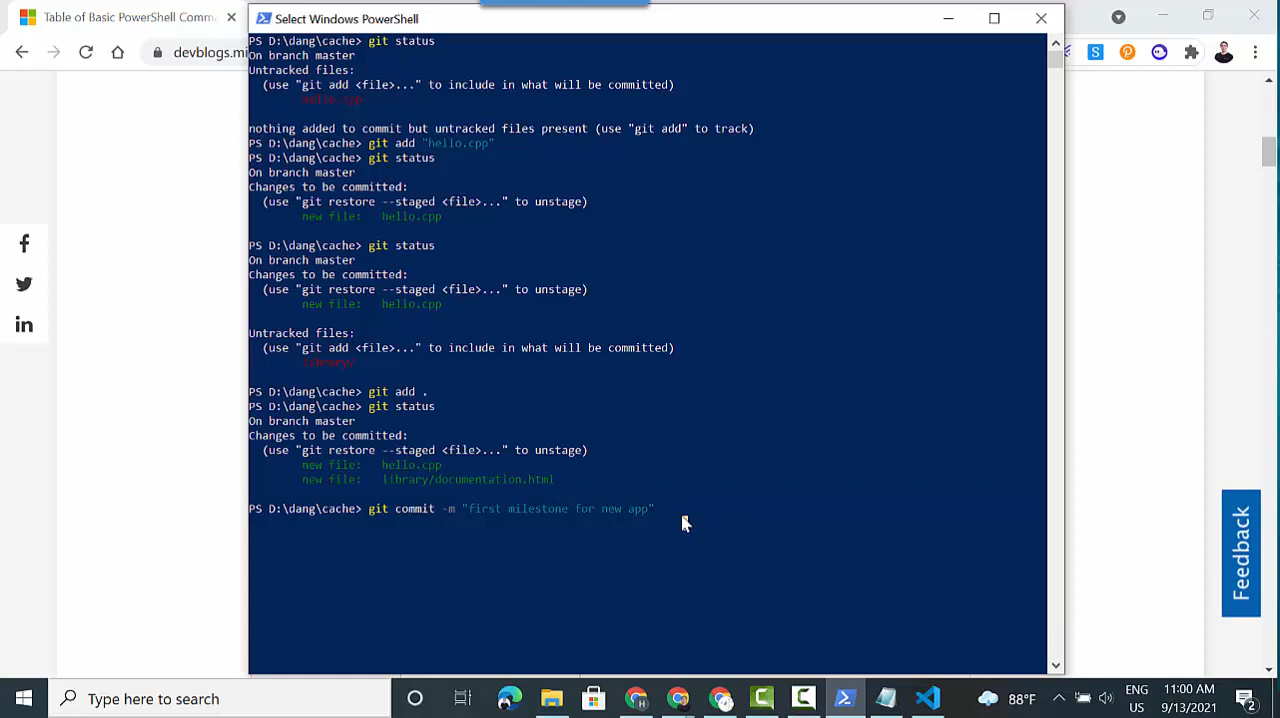 Table of Basic PowerShell Comm
devblogs.mi
Select Windows PowerShell
PS D:\dang\cache> git status
On branch master
Untracked files:
(use "git add <file>..." to include in what will be committed)
hello.cpp
nothing added to commit but untracked files present (use "git add" to track)
PS D:\dang\cache> git add "hello.cpp"
PS D:\dang\cache> git status
On branch master
Changes to be committed:
(use "git restore --staged <file>..." to unstage)
new file: hello.cpp
PS D:\dang\cache> git status
On branch master
Changes to be committed:
(use "git restore --staged <file>..." to unstage)
new file: hello.cpp
Untracked files:
(use "git add <file>..." to include in what will be committed)
library/
PS D:\dang\cache> git add .
PS D:\dang\cache> git status
On branch master
Changes to be committed:
(use "git restore --staged <file>..." to unstage)
new file: hello.cpp
new file: library/documentation.html
PS D:\dang\cache> git commit -m "first milestone for new app"
Feedback
Type here to search
88°F
ENG
US
11:00 AM
9/13/2021
2